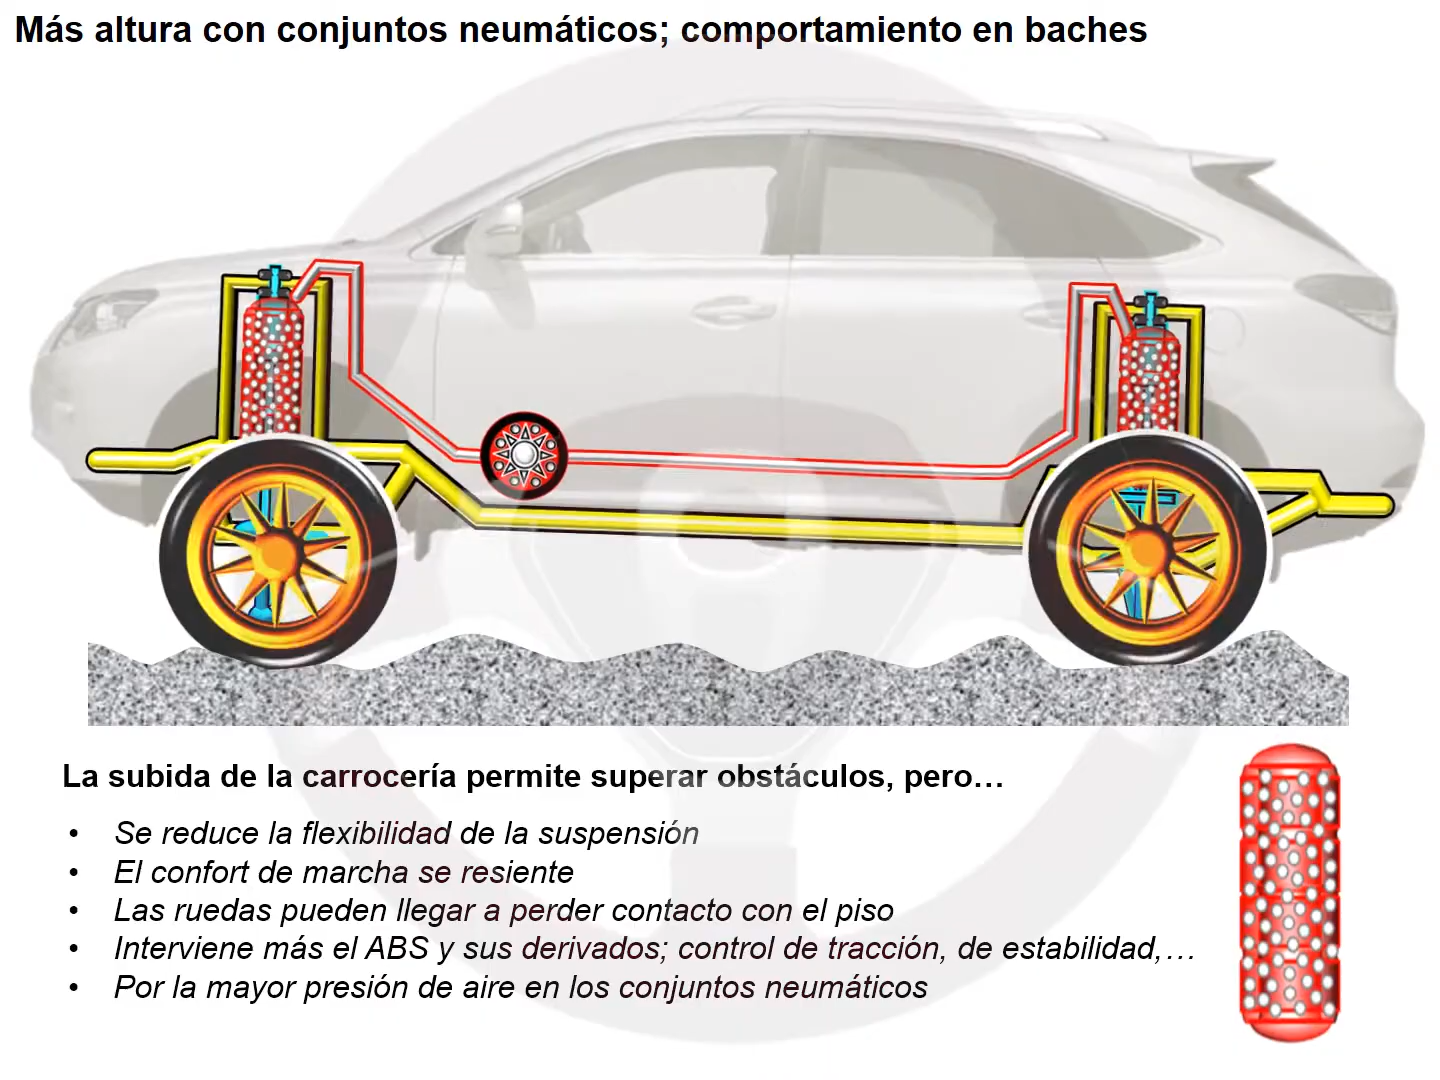 Más altura con conjuntos neumáticos; comportamiento en baches
La subida de la carrocería permite superar obstáculos, pero…
• Se reduce la flexibilidad de la suspensión
• El confort de marcha se resiente
• Las ruedas pueden llegar a perder contacto con el piso
• Interviene más el ABS y sus derivados; control de tracción, de estabilidad,…
• Por la mayor presión de aire en los conjuntos neumáticos